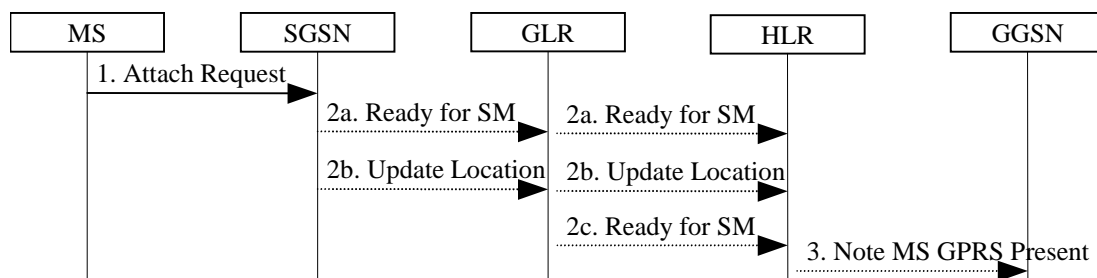 MS SGSN GLR HLR GGSN
1. Attach Request
2a. Ready for SM 2a. Ready for SM
2b. Update Location 2b. Update Location
2c. Ready for SM
3. Note MS GPRS Present